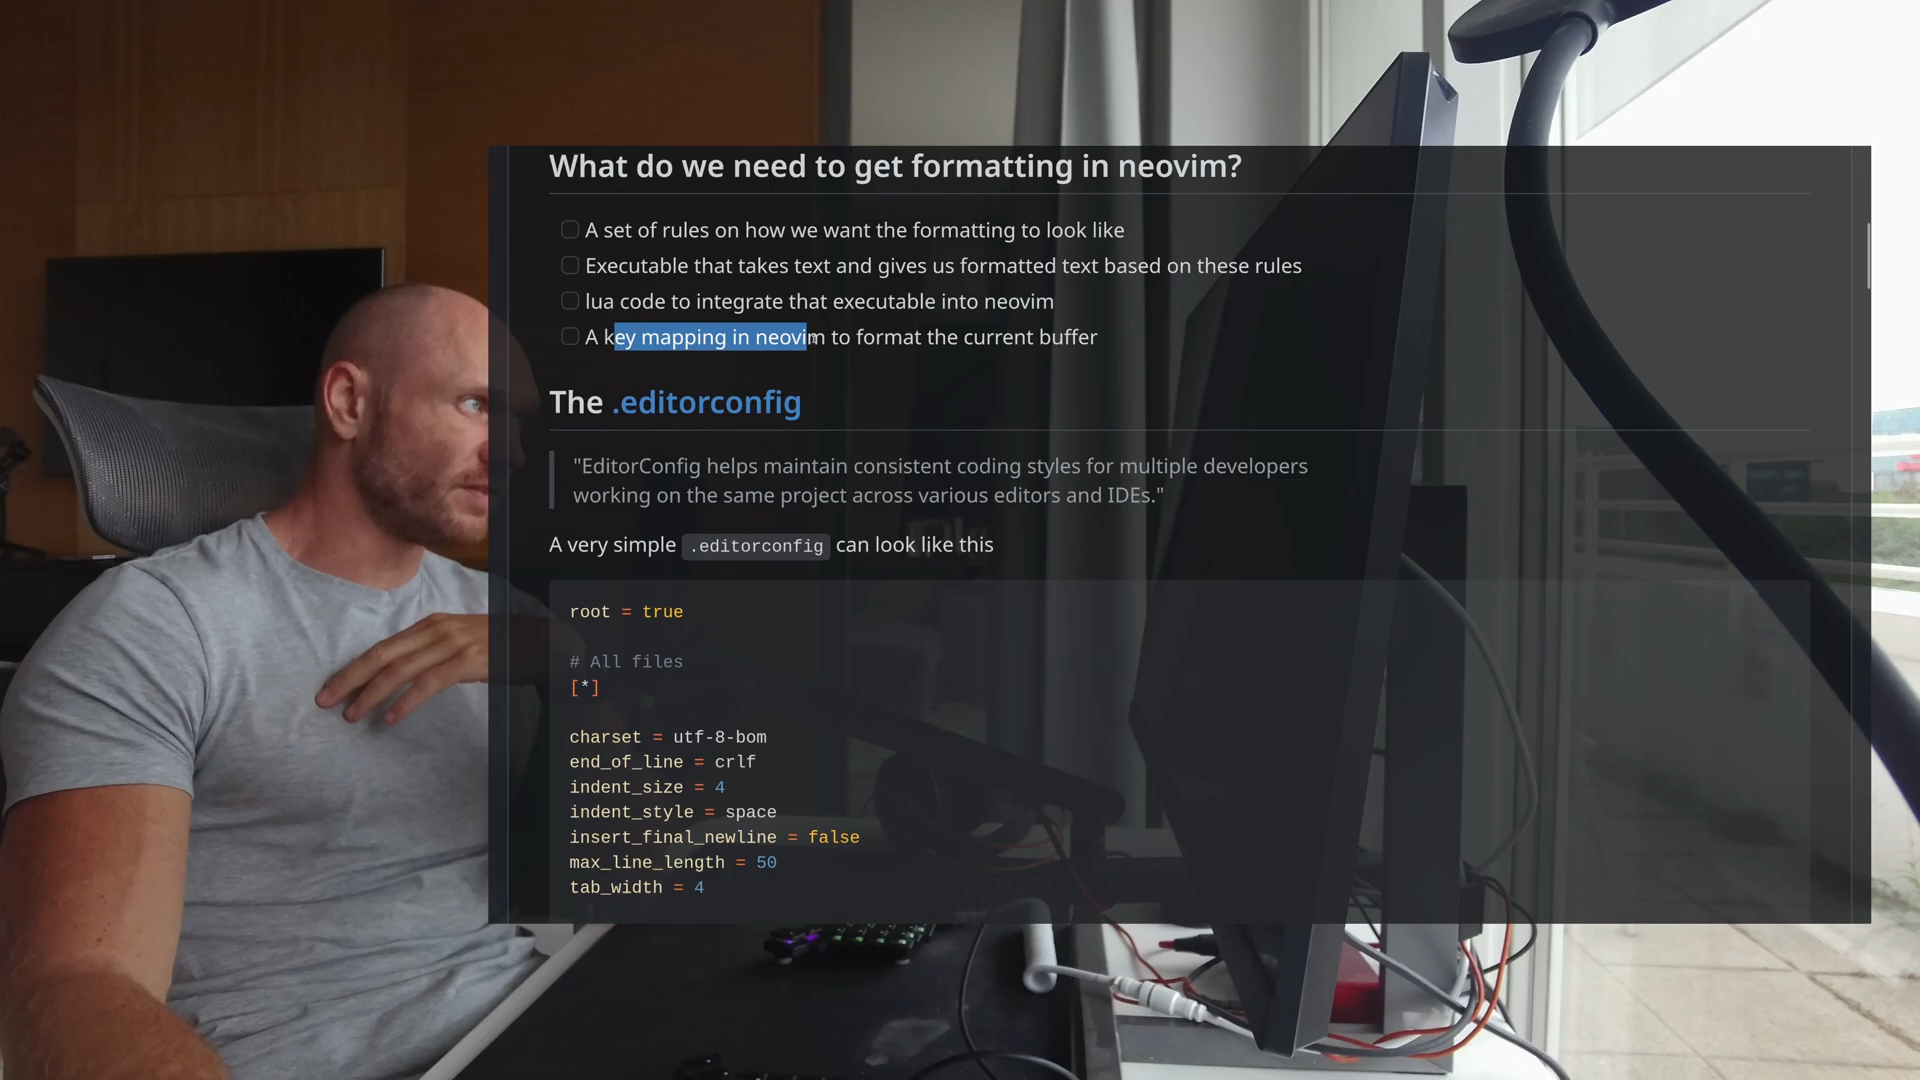 What do we need to get formatting in neovim?
A set of rules on how we want the formatting to look like
Executable that takes text and gives us formatted text based on these rules
lua code to integrate that executable into neovim
A key mapping in neovim to format the current buffer
The .editorconfig
"EditorConfig helps maintain consistent coding styles for multiple developers
working on the same project across various editors and IDEs."
A very simple .editorconfig can look like this
root = true
# All files
[*]
charset = utf-8-bom
end_of_line = crlf
indent_size = 4
indent_style = space
insert_final_newline = false
max_line_length = 50
tab_width = 4